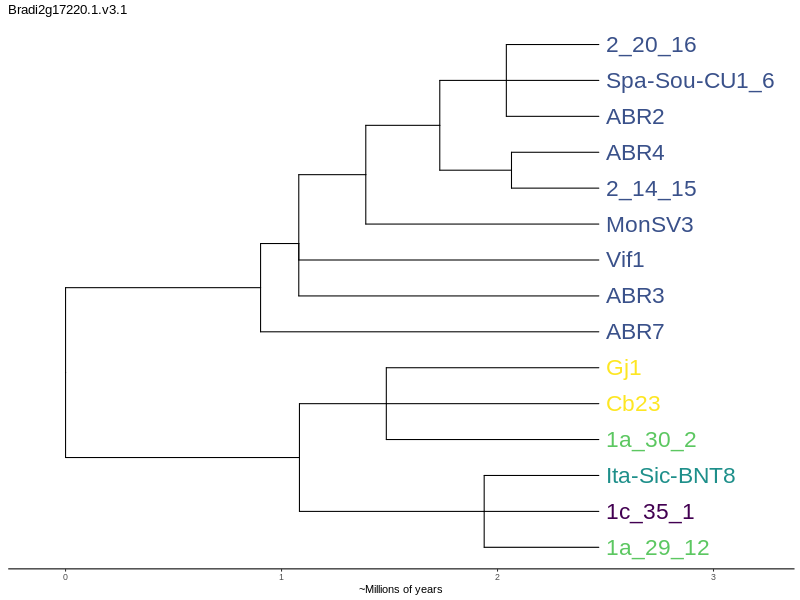 Bradi2g17220.1.v3.1
2_20_16
Spa-Sou-CU1_6
ABR2
ABR4
2_14_15
MonSV3
Vif1
ABR3
ABR7
Gj1
Cb23
1a_30_2
Ita-Sic-BNT8
1c_35_1
1a_29_12
0 1 2 3
~Millions of years